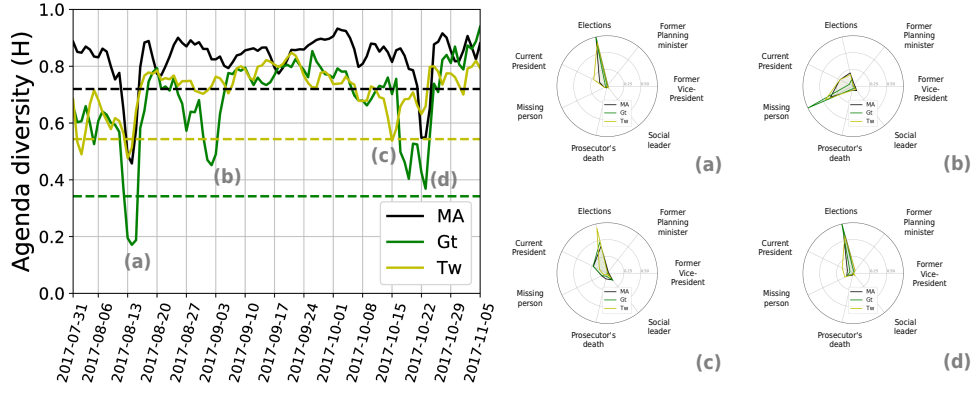 Agenda diversity (H)
1.0
0.8
0.6
0.4
0.2
0.0
(a)
(b)
(c)
(d)
MA
Gt
Tw
2017-07-31
2017-08-06
2017-08-13
2017-08-20
2017-08-27
2017-09-03
2017-09-10
2017-09-17
2017-09-24
2017-10-01
2017-10-08
2017-10-15
2017-10-22
2017-10-29
2017-11-05
Elections
Former
Planning
minister
Current
President
Former
Vice-
President
Missing
person
Social
leader
Prosecutor's
death
MA
Gt
Tw
(a)
Elections
Former
Planning
minister
Current
President
Former
Vice-
President
Missing
person
Social
leader
Prosecutor's
death
MA
Gt
Tw
(b)
Elections
Former
Planning
minister
Current
President
Former
Vice-
President
Missing
person
Social
leader
Prosecutor's
death
MA
Gt
Tw
(c)
Elections
Former
Planning
minister
Current
President
Former
Vice-
President
Missing
person
Social
leader
Prosecutor's
death
MA
Gt
Tw
(d)